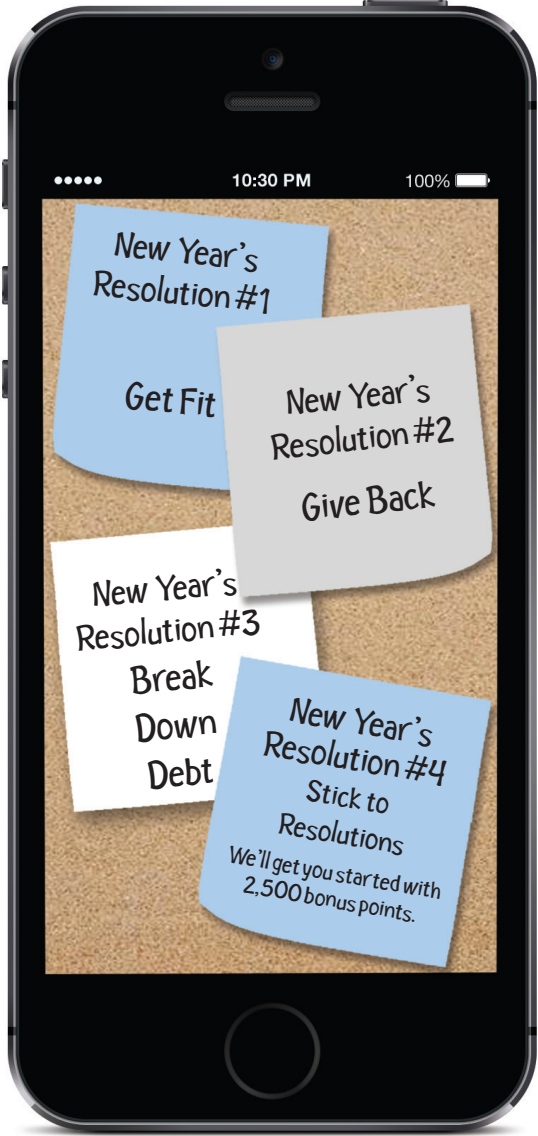 10:30 PM
100%
New Year's
Resolution #1
Get Fit
New Year's
Resolution #2
Give Back
New Year's
Resolution #3
Break
Down
Debt
New Year's
Resolution #4
Stick to
Resolutions
We'll get you started with
2,500 bonus points.